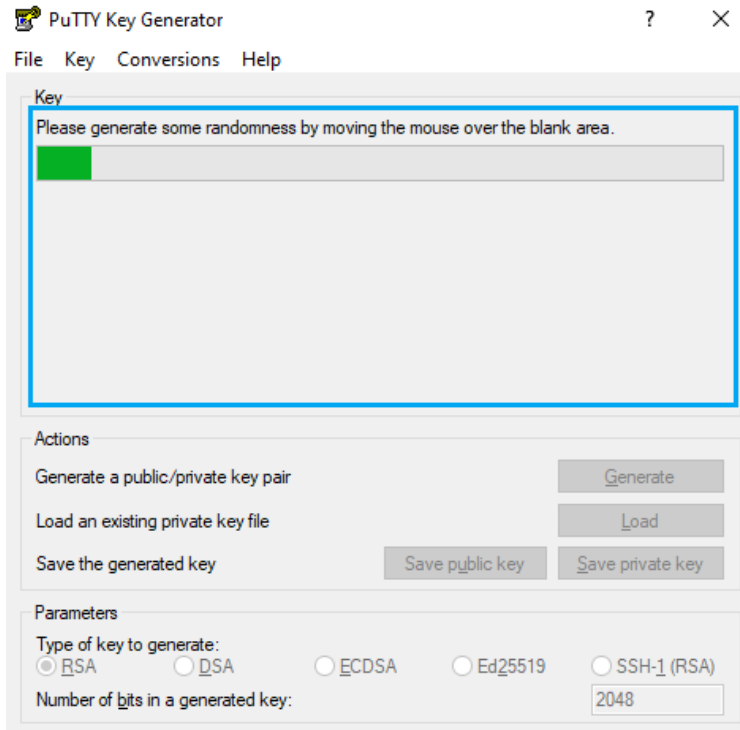 PuTTY Key Generator ?
File Key Conversions Help
Key
Please generate some randomness by moving the mouse over the blank area.
Actions
Generate a public/private key pair Generate
Load an existing private key file Load
Save the generated key Save public key Save private key
Parameters
Type of key to generate:
RSA DSA ECDSA Ed25519 SSH-1 (RSA)
Number of bits in a generated key: 2048